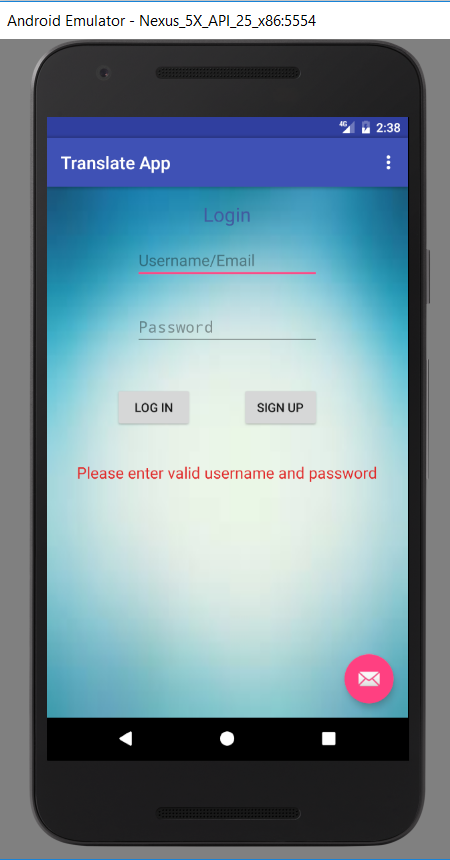 Android Emulator - Nexus_5X_API_25_x86:5554
4G 2:38
Translate App
Login
Username/Email
Password
LOG IN SIGN UP
Please enter valid username and password